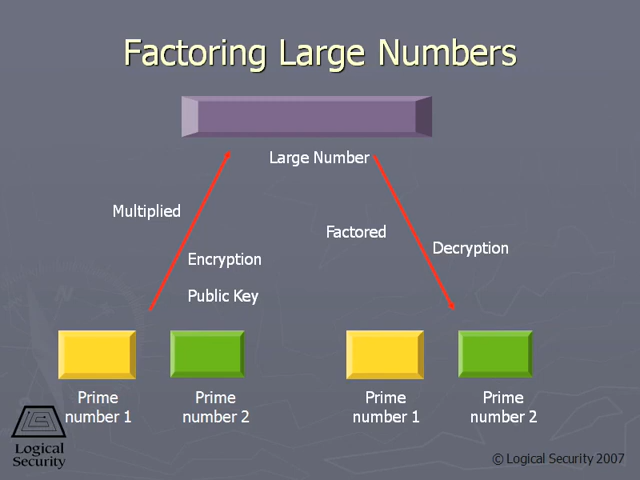 Factoring Large Numbers
Large Number
Multiplied
Factored
Decryption
Encryption
Public Key
Prime
number 1
Prime
number 2
Prime
number 1
Prime
number 2
Logical
Security
© Logical Security 2007